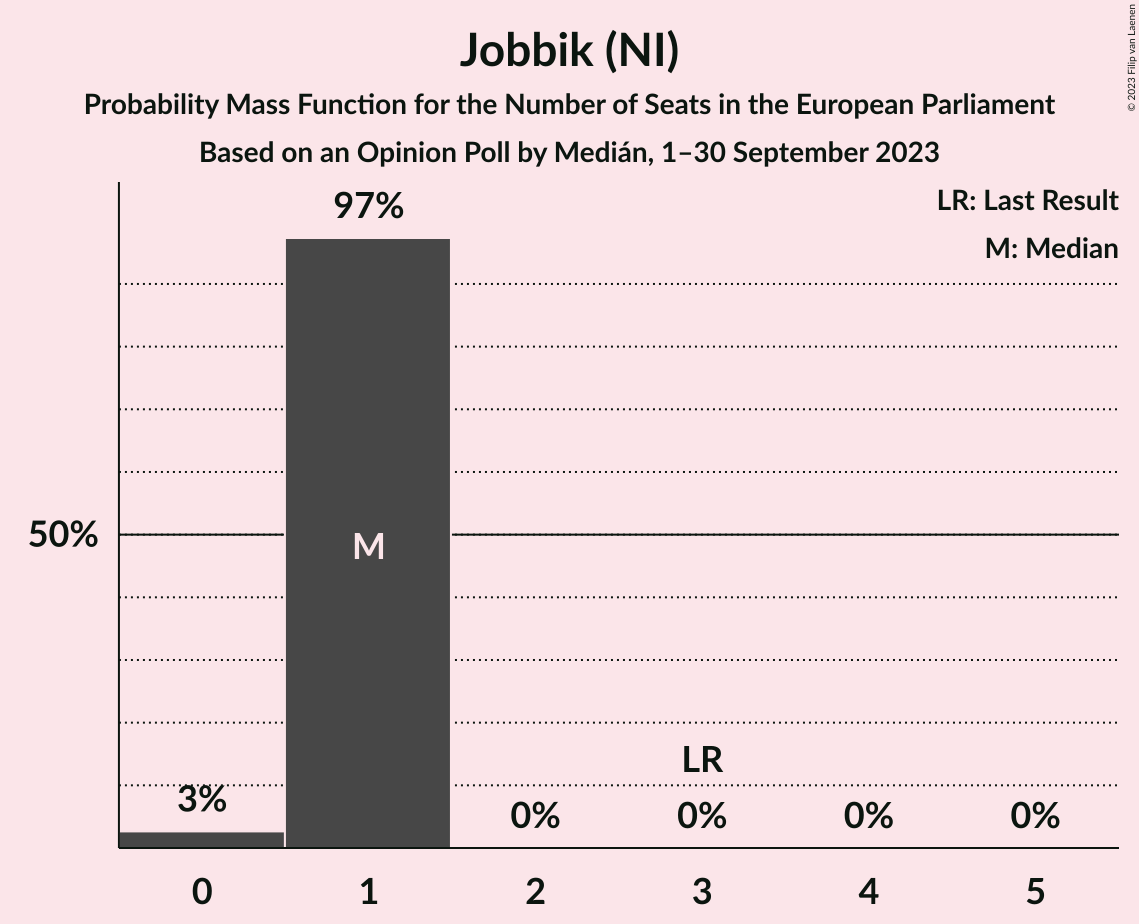 Jobbik (NI)
Probability Mass Function for the Number of Seats in the European Parliament
Based on an Opinion Poll by Medián, 1–30 September 2023
© 2023 Filip van Laenen
LR: Last Result
M: Median
97%
50%
M
LR
3%
0%
0%
0%
0%
0 1 2 3 4 5